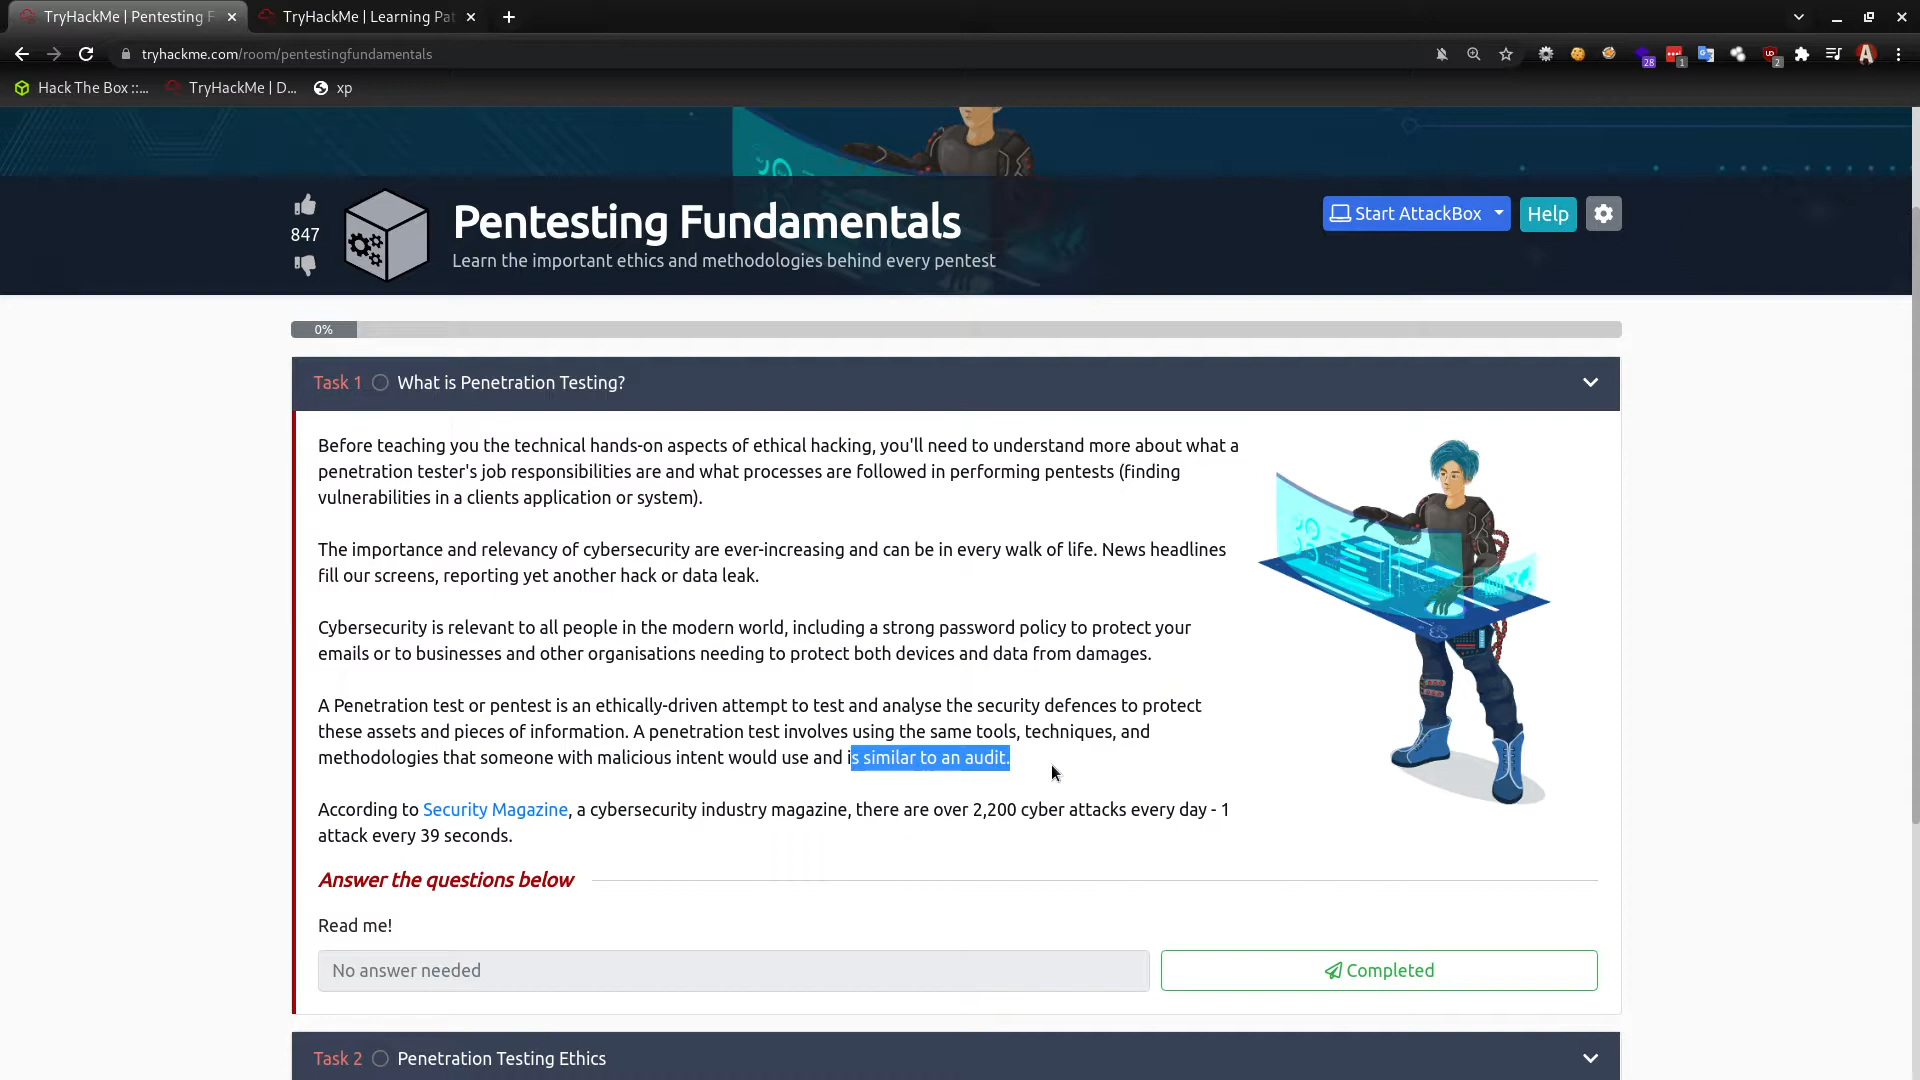 TryHackMe | Pentesting F
TryHackMe | Learning Pat
tryhackme.com/room/pentestingfundamentals
28
1
2
Hack The Box ::...
TryHackMe | D...
xp
847
Pentesting Fundamentals
Learn the important ethics and methodologies behind every pentest
Start AttackBox
Help
0%
Task 1 What is Penetration Testing?
Before teaching you the technical hands-on aspects of ethical hacking, you'll need to understand more about what a
penetration tester's job responsibilities are and what processes are followed in performing pentests (finding
vulnerabilities in a clients application or system).
The importance and relevancy of cybersecurity are ever-increasing and can be in every walk of life. News headlines
fill our screens, reporting yet another hack or data leak.
Cybersecurity is relevant to all people in the modern world, including a strong password policy to protect your
emails or to businesses and other organisations needing to protect both devices and data from damages.
A Penetration test or pentest is an ethically-driven attempt to test and analyse the security defences to protect
these assets and pieces of information. A penetration test involves using the same tools, techniques, and
methodologies that someone with malicious intent would use and is similar to an audit.
According to Security Magazine, a cybersecurity industry magazine, there are over 2,200 cyber attacks every day - 1
attack every 39 seconds.
Answer the questions below
Read me!
No answer needed
Completed
Task 2 Penetration Testing Ethics